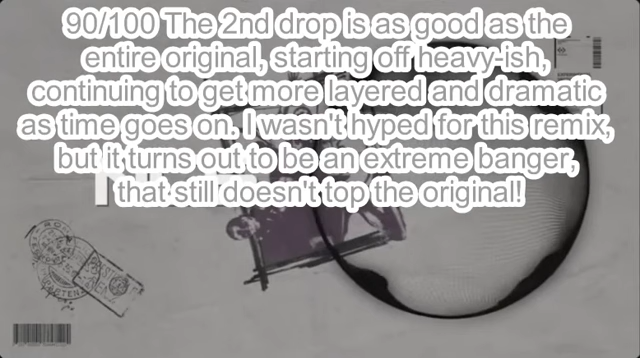 90/100 The 2nd drop is as good as the
entire original, starting off heavy-ish,
continuing to get more layered and dramatic
as time goes on. I wasn't hyped for this remix,
but it turns out to be an extreme banger,
that still doesn't top the original!